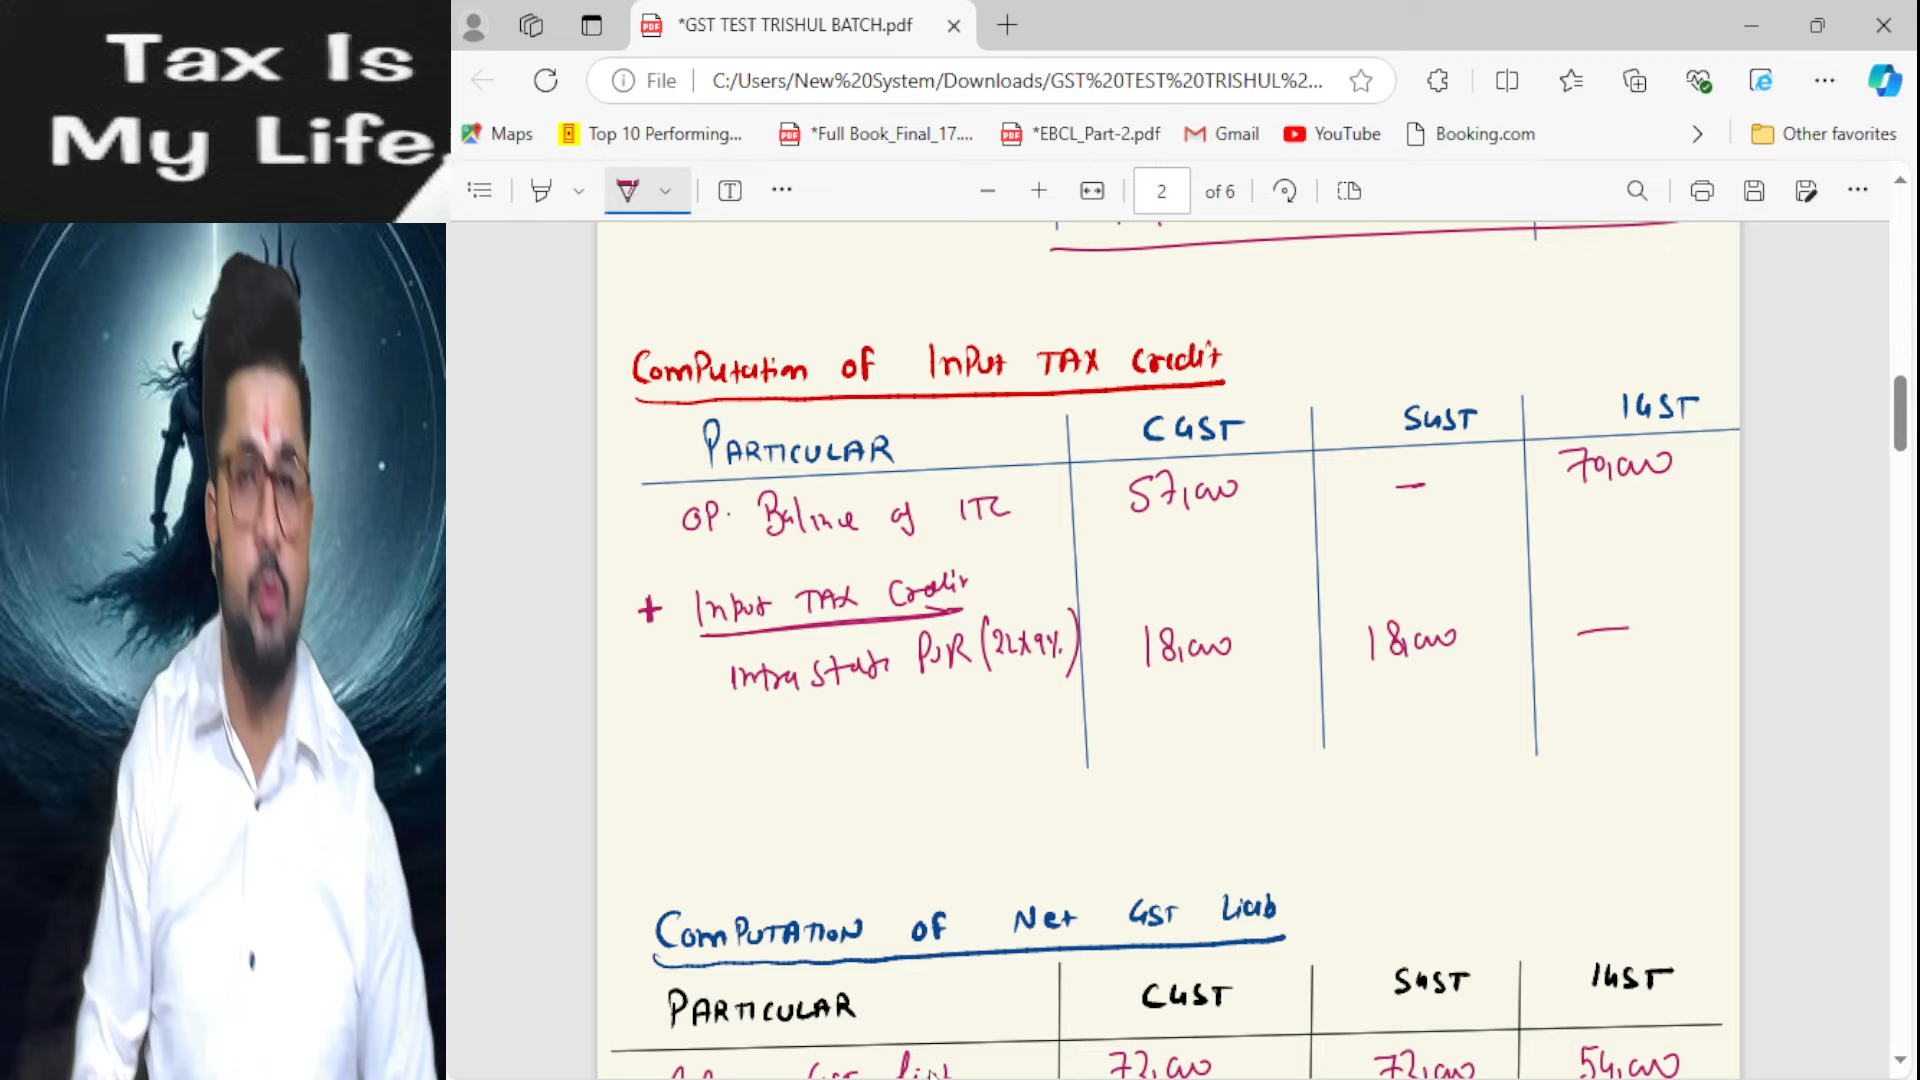 Tax Is
My Life.
*GST TEST TRISHUL BATCH.pdf
File
C:/Users/New%20System/Downloads/GST%20TEST%20TRISHUL%2...
Maps
Top 10 Performing...
*Full Book_Final_17....
*EBCL_Part-2.pdf
Gmail
YouTube
Booking.com
Other favorites
2 of 6
Computation of Input TAX Credit
PARTICULAR CGST SGST IGST
OP. Balance of ITC 57,000 — 70,000
+ Input TAX Credit
Intra state PUR (2L×9%) 18,000 18,000 —
COMPUTATION OF Net GST Liab
PARTICULAR CGST SGST IGST
72,000 72,000 54,000